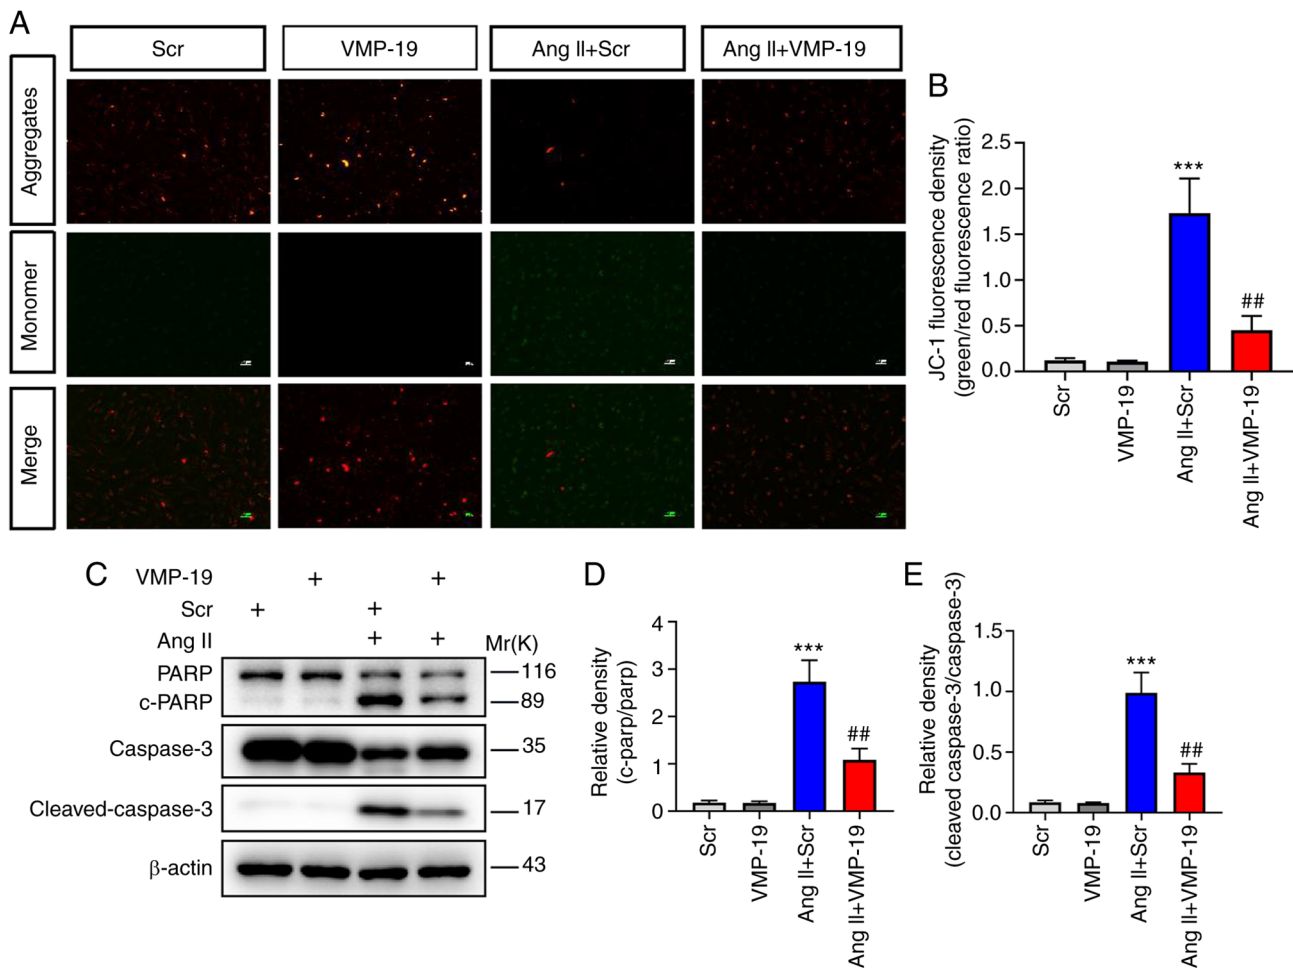 A
Scr
VMP-19
Ang II+Scr
Ang II+VMP-19
Aggregates
Monomer
Merge
B
JC-1 fluorescence density
(green/red fluorescence ratio)
2.5
2.0
1.5
1.0
0.5
0.0
***
##
Scr
VMP-19
Ang II+Scr
Ang II+VMP-19
C
VMP-19 + +
Scr + +
Ang II + + Mr(K)
PARP 116
c-PARP 89
Caspase-3 35
Cleaved-caspase-3 17
β-actin 43
D
Relative density
(c-parp/parp)
4
3
2
1
0
***
##
Scr
VMP-19
Ang II+Scr
Ang II+VMP-19
E
Relative density
(cleaved caspase-3/caspase-3)
1.5
1.0
0.5
0.0
***
##
Scr
VMP-19
Ang II+Scr
Ang II+VMP-19